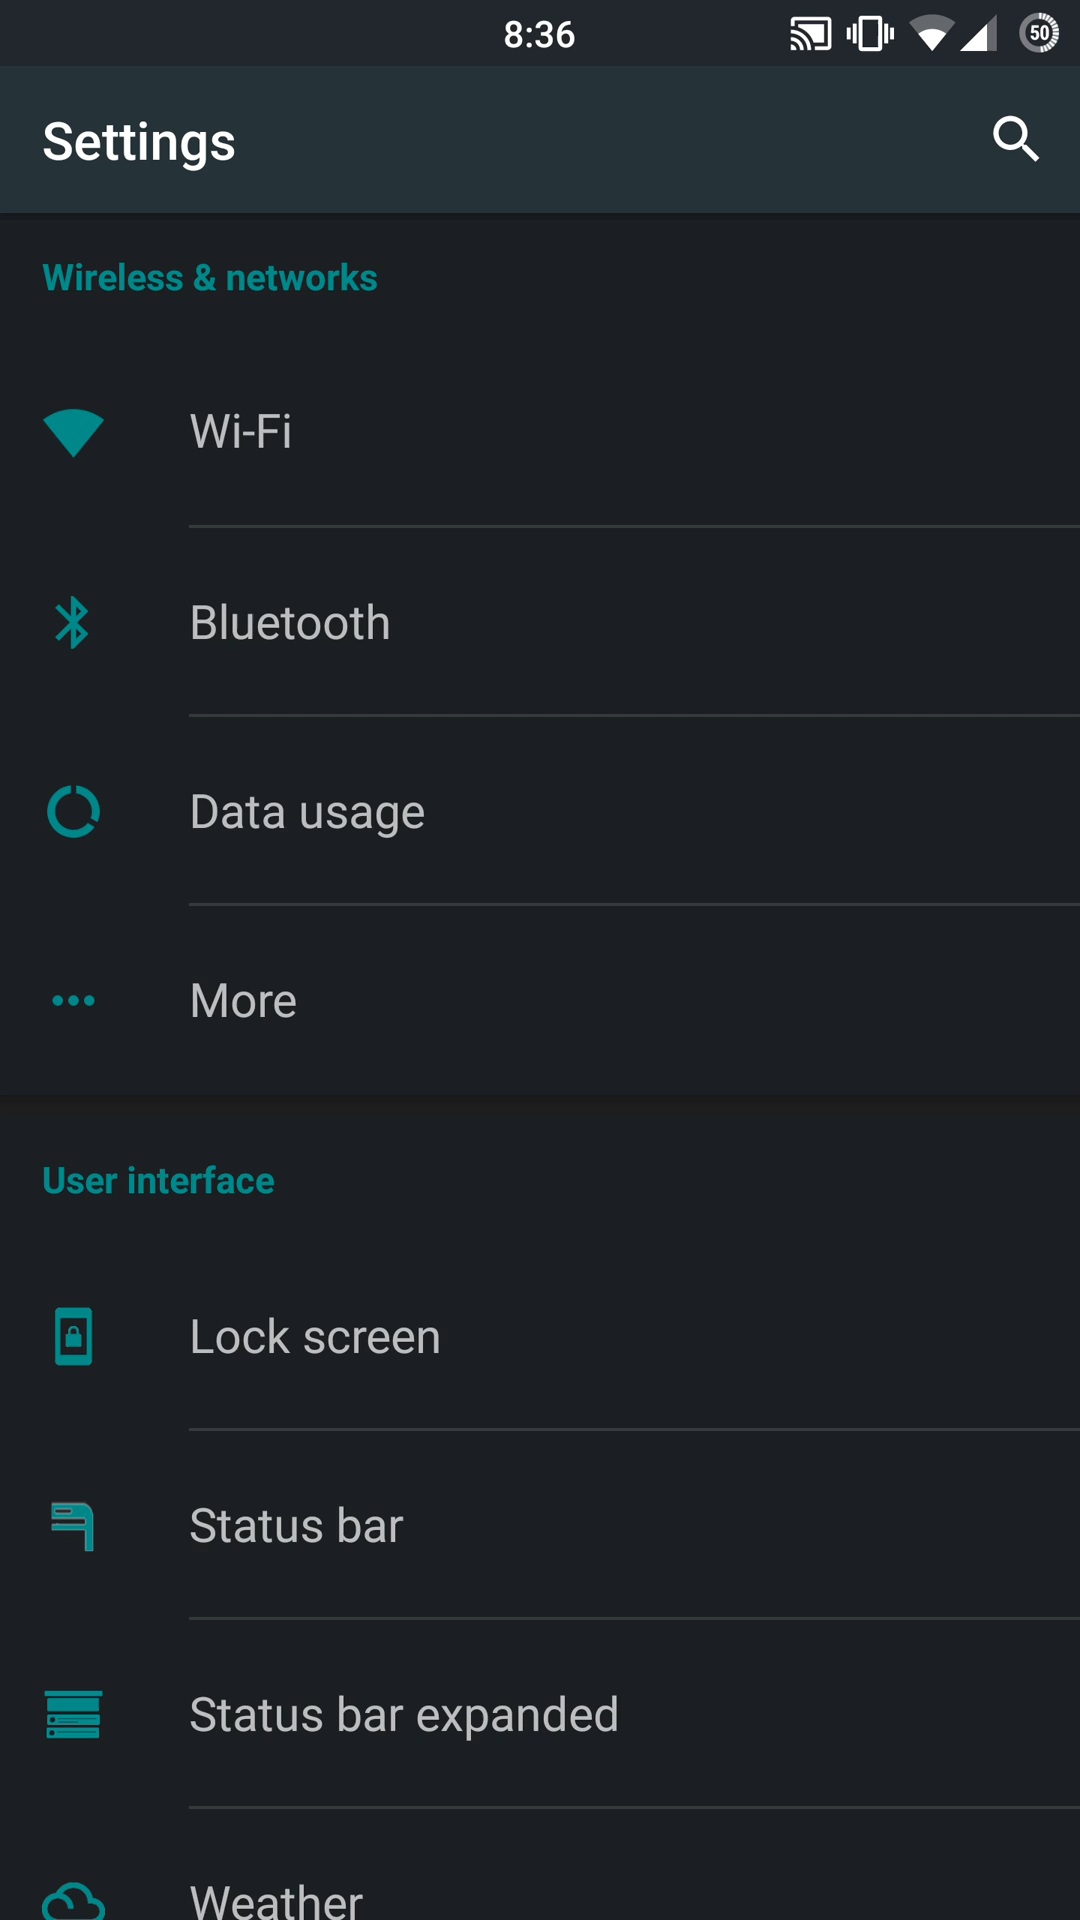 8:36
50
Settings
Wireless & networks
Wi-Fi
Bluetooth
Data usage
More
User interface
Lock screen
Status bar
Status bar expanded
Weather